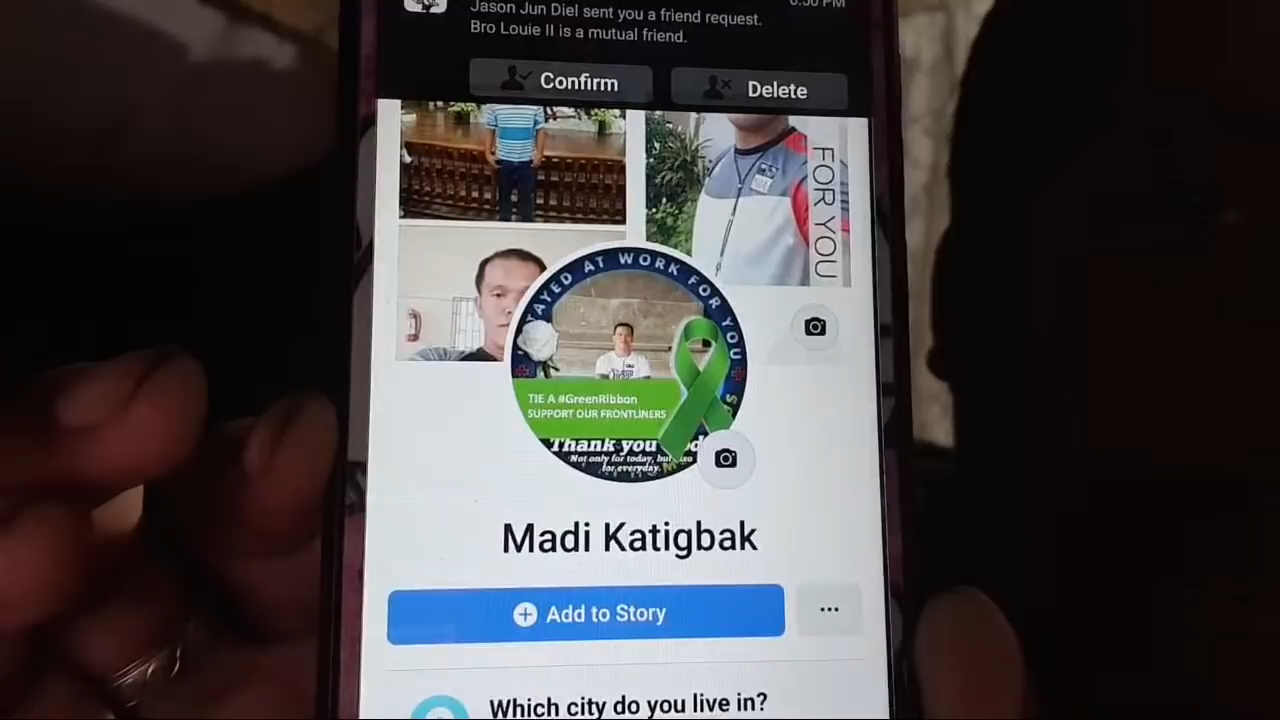 Jason Jun Diel sent you a friend request.
Bro Louie II is a mutual friend.
Confirm
Delete
FOR YOU
TAYED AT WORK FOR YOU
TIE A #GreenRibbon
SUPPORT OUR FRONTLINERS
Thank you
Not only for today, but
for everyday.
Madi Katigbak
Add to Story
Which city do you live in?